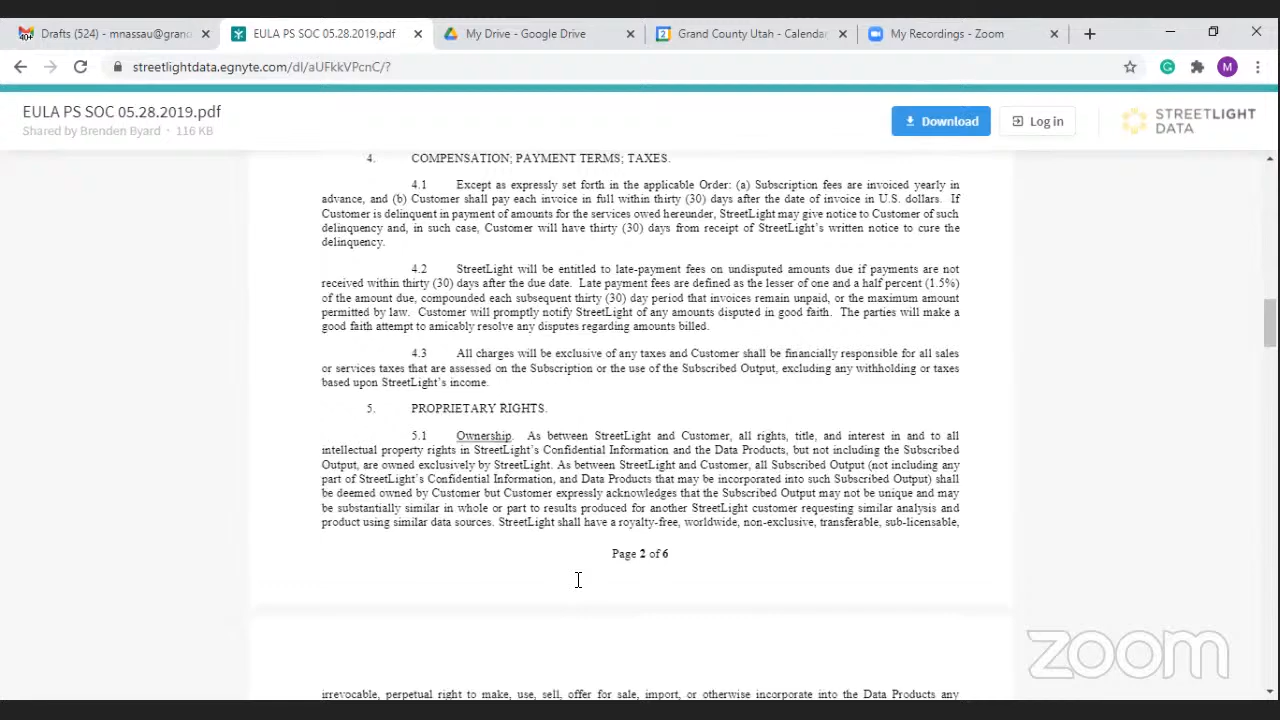 Drafts (524) - mnassau@grand
EULA PS SOC 05.28.2019.pdf
My Drive - Google Drive
Grand County Utah - Calendar
My Recordings - Zoom
streetlightdata.egnyte.com/dl/aUFkkVPcnC/?
M
EULA PS SOC 05.28.2019.pdf
Shared by Brenden Byard · 116 KB
Download
Log in
STREETLIGHT
DATA
4. COMPENSATION; PAYMENT TERMS; TAXES.
4.1 Except as expressly set forth in the applicable Order: (a) Subscription fees are invoiced yearly in
advance, and (b) Customer shall pay each invoice in full within thirty (30) days after the date of invoice in U.S. dollars. If
Customer is delinquent in payment of amounts for the services owed hereunder, StreetLight may give notice to Customer of such
delinquency and, in such case, Customer will have thirty (30) days from receipt of StreetLight's written notice to cure the
delinquency.
4.2 StreetLight will be entitled to late-payment fees on undisputed amounts due if payments are not
received within thirty (30) days after the due date. Late payment fees are defined as the lesser of one and a half percent (1.5%)
of the amount due, compounded each subsequent thirty (30) day period that invoices remain unpaid, or the maximum amount
permitted by law. Customer will promptly notify StreetLight of any amounts disputed in good faith. The parties will make a
good faith attempt to amicably resolve any disputes regarding amounts billed.
4.3 All charges will be exclusive of any taxes and Customer shall be financially responsible for all sales
or services taxes that are assessed on the Subscription or the use of the Subscribed Output, excluding any withholding or taxes
based upon StreetLight's income.
5. PROPRIETARY RIGHTS.
5.1 Ownership. As between StreetLight and Customer, all rights, title, and interest in and to all
intellectual property rights in StreetLight's Confidential Information and the Data Products, but not including the Subscribed
Output, are owned exclusively by StreetLight. As between StreetLight and Customer, all Subscribed Output (not including any
part of StreetLight's Confidential Information, and Data Products that may be incorporated into such Subscribed Output) shall
be deemed owned by Customer but Customer expressly acknowledges that the Subscribed Output may not be unique and may
be substantially similar in whole or part to results produced for another StreetLight customer requesting similar analysis and
product using similar data sources. StreetLight shall have a royalty-free, worldwide, non-exclusive, transferable, sub-licensable,
Page 2 of 6
irrevocable, perpetual right to make, use, sell, offer for sale, import, or otherwise incorporate into the Data Products any
zoom